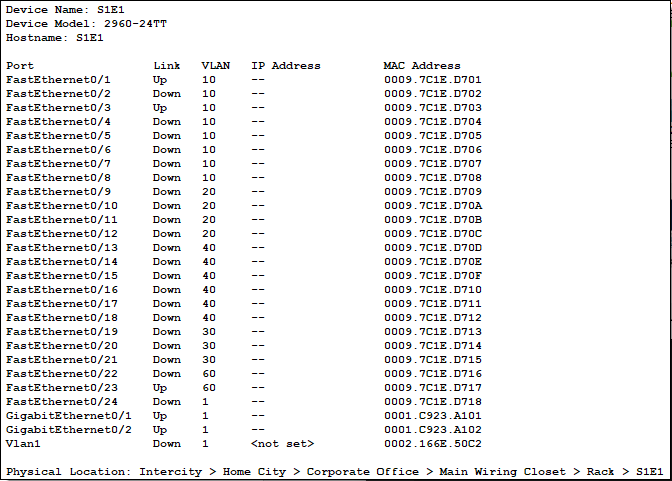 Device Name: S1E1
Device Model: 2960-24TT
Hostname: S1E1
Port Link VLAN IP Address MAC Address
FastEthernet0/1 Up 10 -- 0009.7C1E.D701
FastEthernet0/2 Down 10 -- 0009.7C1E.D702
FastEthernet0/3 Up 10 -- 0009.7C1E.D703
FastEthernet0/4 Down 10 -- 0009.7C1E.D704
FastEthernet0/5 Down 10 -- 0009.7C1E.D705
FastEthernet0/6 Down 10 -- 0009.7C1E.D706
FastEthernet0/7 Down 10 -- 0009.7C1E.D707
FastEthernet0/8 Down 10 -- 0009.7C1E.D708
FastEthernet0/9 Down 20 -- 0009.7C1E.D709
FastEthernet0/10 Down 20 -- 0009.7C1E.D70A
FastEthernet0/11 Down 20 -- 0009.7C1E.D70B
FastEthernet0/12 Down 20 -- 0009.7C1E.D70C
FastEthernet0/13 Down 40 -- 0009.7C1E.D70D
FastEthernet0/14 Down 40 -- 0009.7C1E.D70E
FastEthernet0/15 Down 40 -- 0009.7C1E.D70F
FastEthernet0/16 Down 40 -- 0009.7C1E.D710
FastEthernet0/17 Down 40 -- 0009.7C1E.D711
FastEthernet0/18 Down 40 -- 0009.7C1E.D712
FastEthernet0/19 Down 30 -- 0009.7C1E.D713
FastEthernet0/20 Down 30 -- 0009.7C1E.D714
FastEthernet0/21 Down 30 -- 0009.7C1E.D715
FastEthernet0/22 Down 60 -- 0009.7C1E.D716
FastEthernet0/23 Up 60 -- 0009.7C1E.D717
FastEthernet0/24 Down 1 -- 0009.7C1E.D718
GigabitEthernet0/1 Up 1 -- 0001.C923.A101
GigabitEthernet0/2 Up 1 -- 0001.C923.A102
Vlan1 Down 1 <not set> 0002.166E.50C2
Physical Location: Intercity > Home City > Corporate Office > Main Wiring Closet > Rack > S1E1